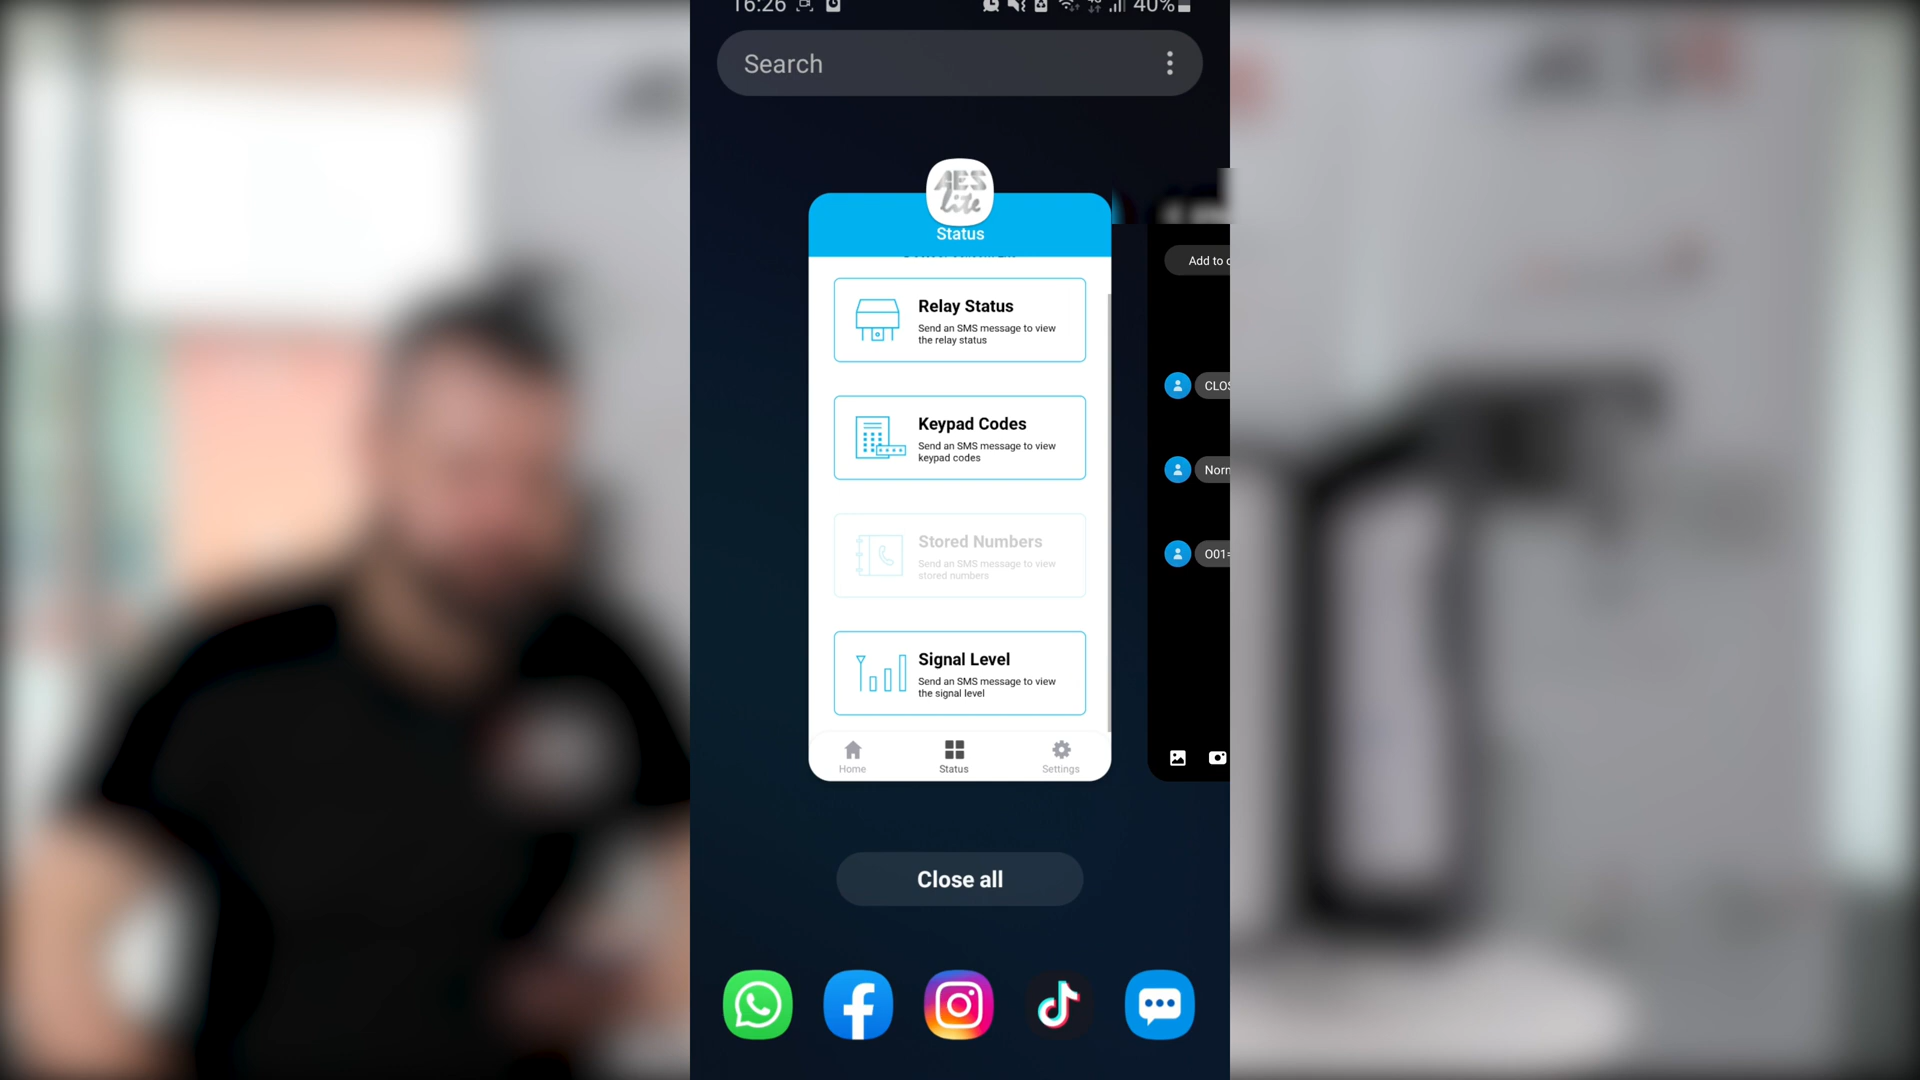 16:26
40%
Search
AES
lite
Status
Relay Status
Send an SMS message to view
the relay status
Keypad Codes
Send an SMS message to view
keypad codes
Stored Numbers
Send an SMS message to view
stored numbers
Signal Level
Send an SMS message to view
the signal level
Home
Status
Settings
Add to
CLOS
Norn
O01=
Close all